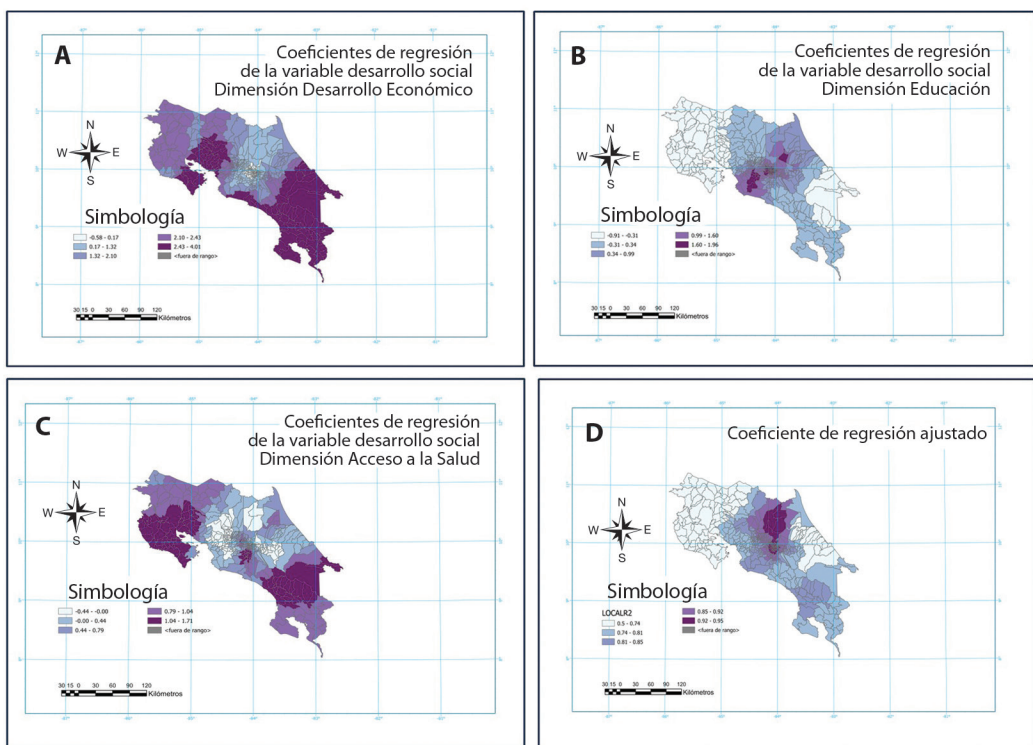 A
Coeficientes de regresión
de la variable desarrollo social
Dimensión Desarrollo Económico
N
W E
S
Simbología
-0.58 - 0.17
0.17 - 1.32
1.32 - 2.10
2.10 - 2.43
2.43 - 4.01
<fuera de rango>
30 15 0 30 60 90 120
Kilómetros
B
Coeficientes de regresión
de la variable desarrollo social
Dimensión Educación
N
W E
S
Simbología
-0.91 - -0.31
-0.31 - 0.34
0.34 - 0.99
0.99 - 1.60
1.60 - 1.96
<fuera de rango>
30 15 0 30 60 90 120
Kilómetros
C
Coeficientes de regresión
de la variable desarrollo social
Dimensión Acceso a la Salud
N
W E
S
Simbología
-0.44 - -0.00
-0.00 - 0.44
0.44 - 0.79
0.79 - 1.04
1.04 - 1.71
<fuera de rango>
30 15 0 30 60 90 120
Kilómetros
D
Coeficiente de regresión ajustado
N
W E
S
Simbología
LOCALR2
0.5 - 0.74
0.74 - 0.81
0.81 - 0.85
0.85 - 0.92
0.92 - 0.95
<fuera de rango>
30 15 0 30 60 90 120
Kilómetros